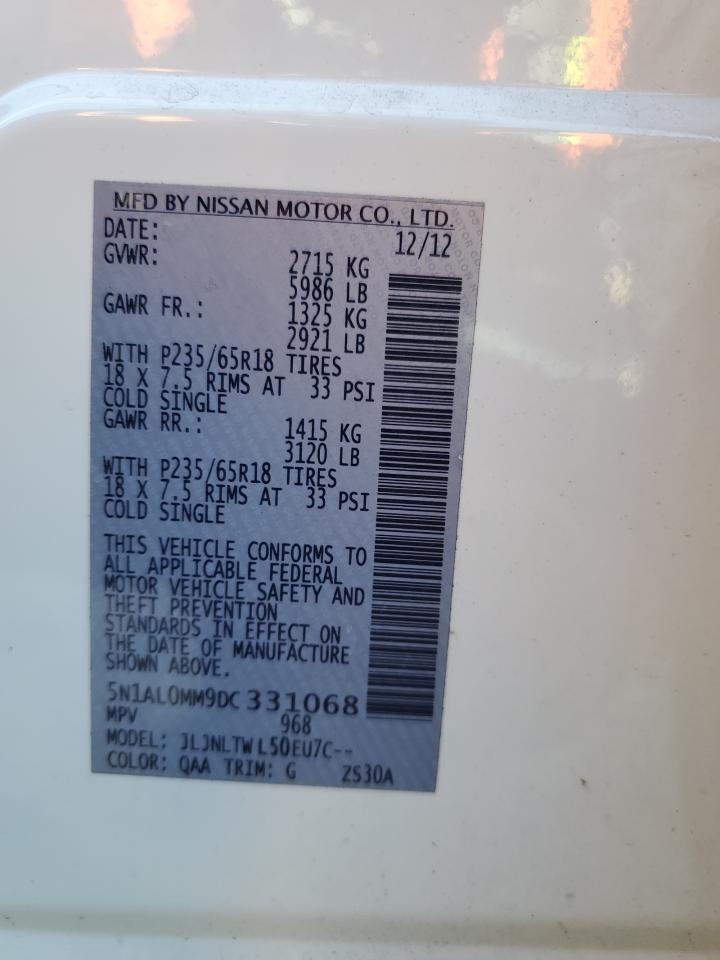 MFD BY NISSAN MOTOR CO., LTD.
DATE: 12/12
GVWR: 2715 KG
5986 LB
GAWR FR.: 1325 KG
2921 LB
WITH P235/65R18 TIRES
18 X 7.5 RIMS AT 33 PSI
COLD SINGLE
GAWR RR.: 1415 KG
3120 LB
WITH P235/65R18 TIRES
18 X 7.5 RIMS AT 33 PSI
COLD SINGLE
THIS VEHICLE CONFORMS TO
ALL APPLICABLE FEDERAL
MOTOR VEHICLE SAFETY AND
THEFT PREVENTION
STANDARDS IN EFFECT ON
THE DATE OF MANUFACTURE
SHOWN ABOVE.
5N1AL0MM9DC 331068
MPV 968
MODEL: JLJNLTW L50EU7C--
COLOR: QAA TRIM: G ZS30A